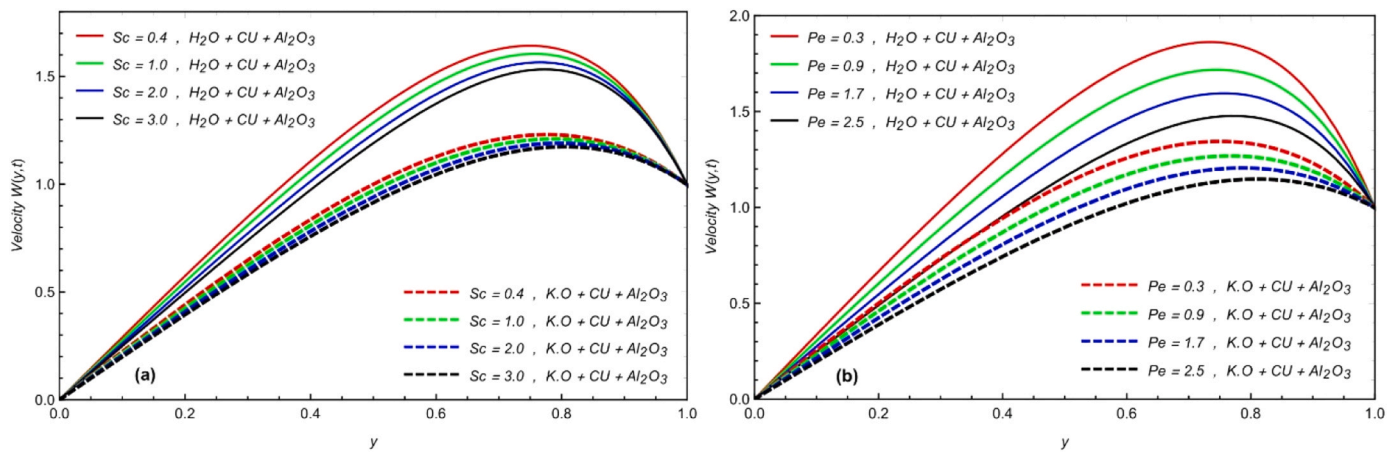 Sc = 0.4 , H2O + CU + Al2O3
Sc = 1.0 , H2O + CU + Al2O3
Sc = 2.0 , H2O + CU + Al2O3
Sc = 3.0 , H2O + CU + Al2O3
1.5
1.0
0.5
0.0
Velocity W(y,t)
Sc = 0.4 , K.O + CU + Al2O3
Sc = 1.0 , K.O + CU + Al2O3
Sc = 2.0 , K.O + CU + Al2O3
Sc = 3.0 , K.O + CU + Al2O3
(a)
0.0 0.2 0.4 0.6 0.8 1.0
y
Pe = 0.3 , H2O + CU + Al2O3
Pe = 0.9 , H2O + CU + Al2O3
Pe = 1.7 , H2O + CU + Al2O3
Pe = 2.5 , H2O + CU + Al2O3
2.0
1.5
1.0
0.5
0.0
Velocity W(y,t)
Pe = 0.3 , K.O + CU + Al2O3
Pe = 0.9 , K.O + CU + Al2O3
Pe = 1.7 , K.O + CU + Al2O3
Pe = 2.5 , K.O + CU + Al2O3
(b)
0.0 0.2 0.4 0.6 0.8 1.0
y